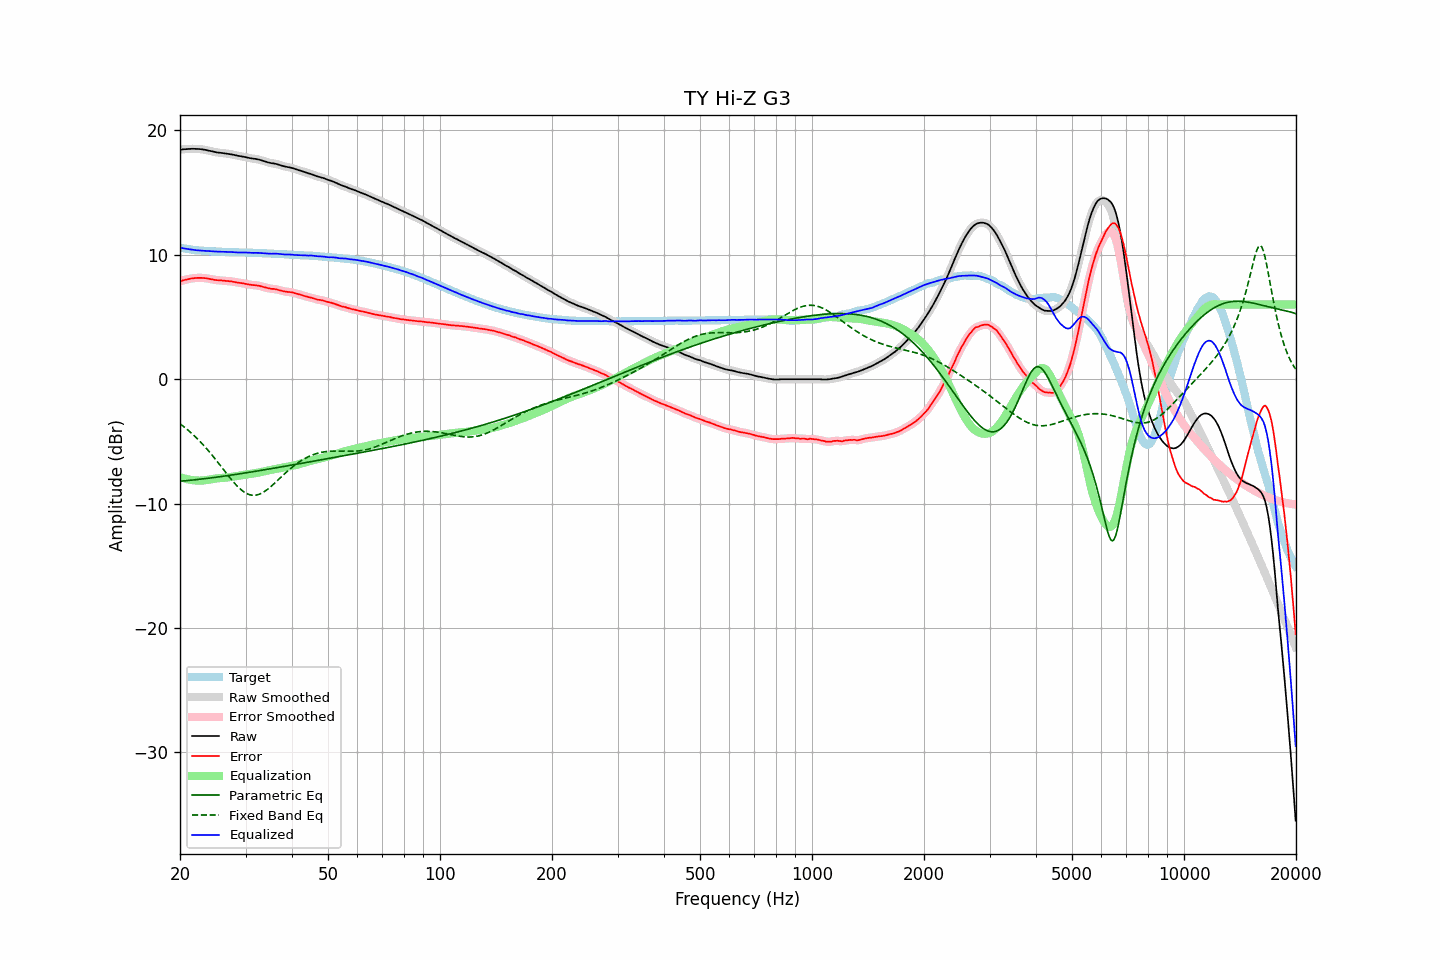 TY Hi-Z G3
20
10
0
−10
−20
−30
Amplitude (dBr)
Target
Raw Smoothed
Error Smoothed
Raw
Error
Equalization
Parametric Eq
Fixed Band Eq
Equalized
20 50 100 200 500 1000 2000 5000 10000 20000
Frequency (Hz)